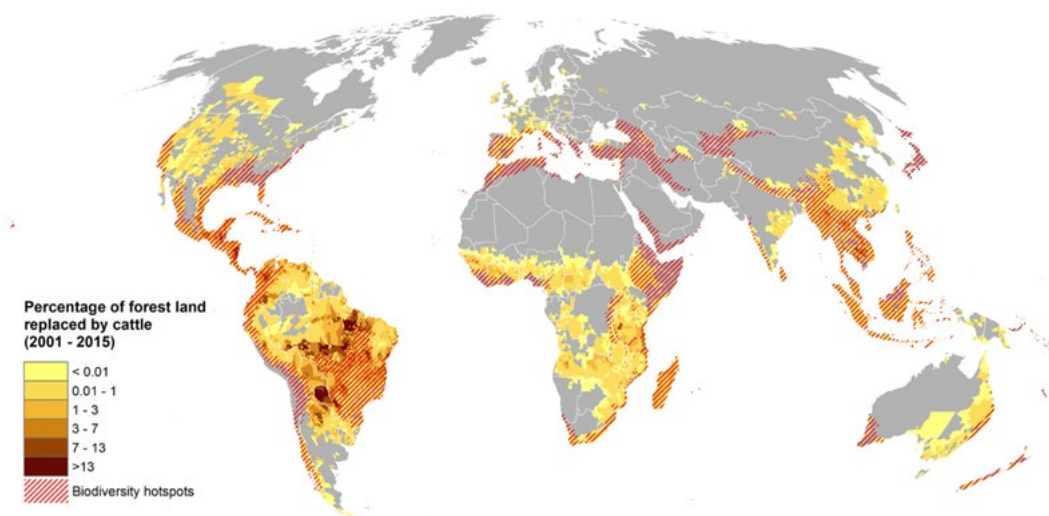 Percentage of forest land
replaced by cattle
(2001 - 2015)
< 0.01
0.01 - 1
1 - 3
3 - 7
7 - 13
>13
Biodiversity hotspots